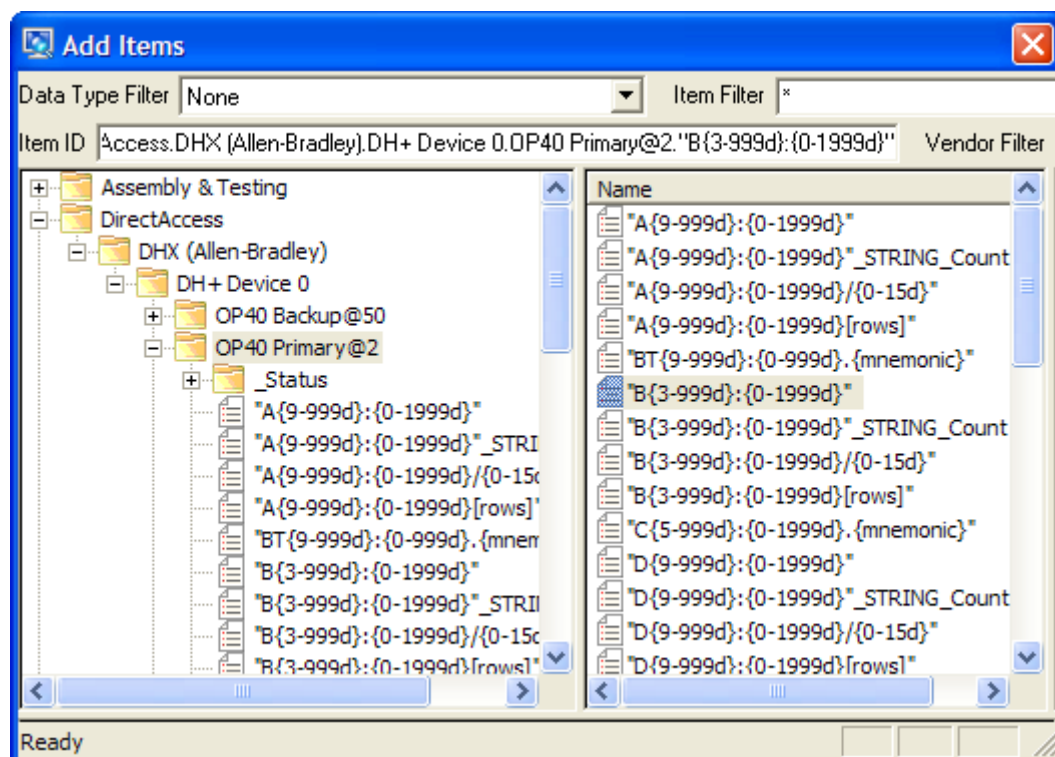 Add Items
Data Type Filter None Item Filter *
Item ID Access.DHX (Allen-Bradley).DH+ Device 0.OP40 Primary@2."B{3-999d}:{0-1999d}" Vendor Filter
Assembly & Testing
DirectAccess
DHX (Allen-Bradley)
DH+ Device 0
OP40 Backup@50
OP40 Primary@2
_Status
"A{9-999d}:{0-1999d}"
"A{9-999d}:{0-1999d}"_STRI
"A{9-999d}:{0-1999d}/{0-15d
"A{9-999d}:{0-1999d}[rows]"
"BT{9-999d}:{0-999d}.{mnem
"B{3-999d}:{0-1999d}"
"B{3-999d}:{0-1999d}"_STRI
"B{3-999d}:{0-1999d}/{0-15d
"B{3-999d}:{0-1999d}[rows]"
Name
"A{9-999d}:{0-1999d}"
"A{9-999d}:{0-1999d}"_STRING_Count
"A{9-999d}:{0-1999d}/{0-15d}"
"A{9-999d}:{0-1999d}[rows]"
"BT{9-999d}:{0-999d}.{mnemonic}"
"B{3-999d}:{0-1999d}"
"B{3-999d}:{0-1999d}"_STRING_Count
"B{3-999d}:{0-1999d}/{0-15d}"
"B{3-999d}:{0-1999d}[rows]"
"C{5-999d}:{0-1999d}.{mnemonic}"
"D{9-999d}:{0-1999d}"
"D{9-999d}:{0-1999d}"_STRING_Count
"D{9-999d}:{0-1999d}/{0-15d}"
"D{9-999d}:{0-1999d}[rows]"
Ready